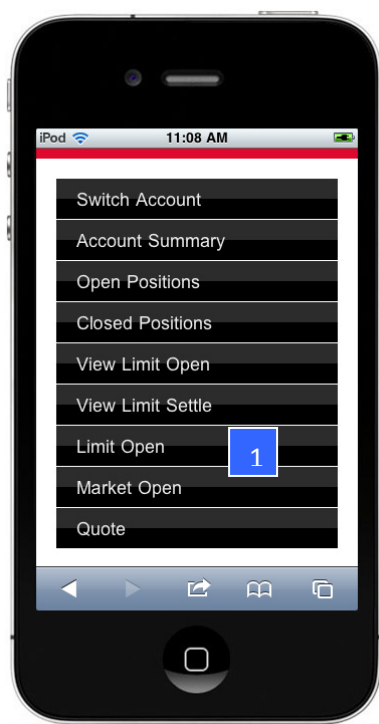 iPod 11:08 AM
Switch Account
Account Summary
Open Positions
Closed Positions
View Limit Open
View Limit Settle
Limit Open
1
Market Open
Quote